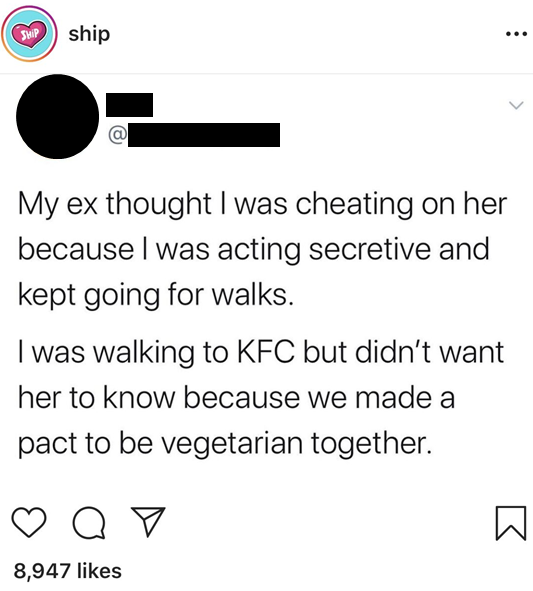 SHIP
ship
@
My ex thought I was cheating on her
because I was acting secretive and
kept going for walks.
I was walking to KFC but didn't want
her to know because we made a
pact to be vegetarian together.
8,947 likes